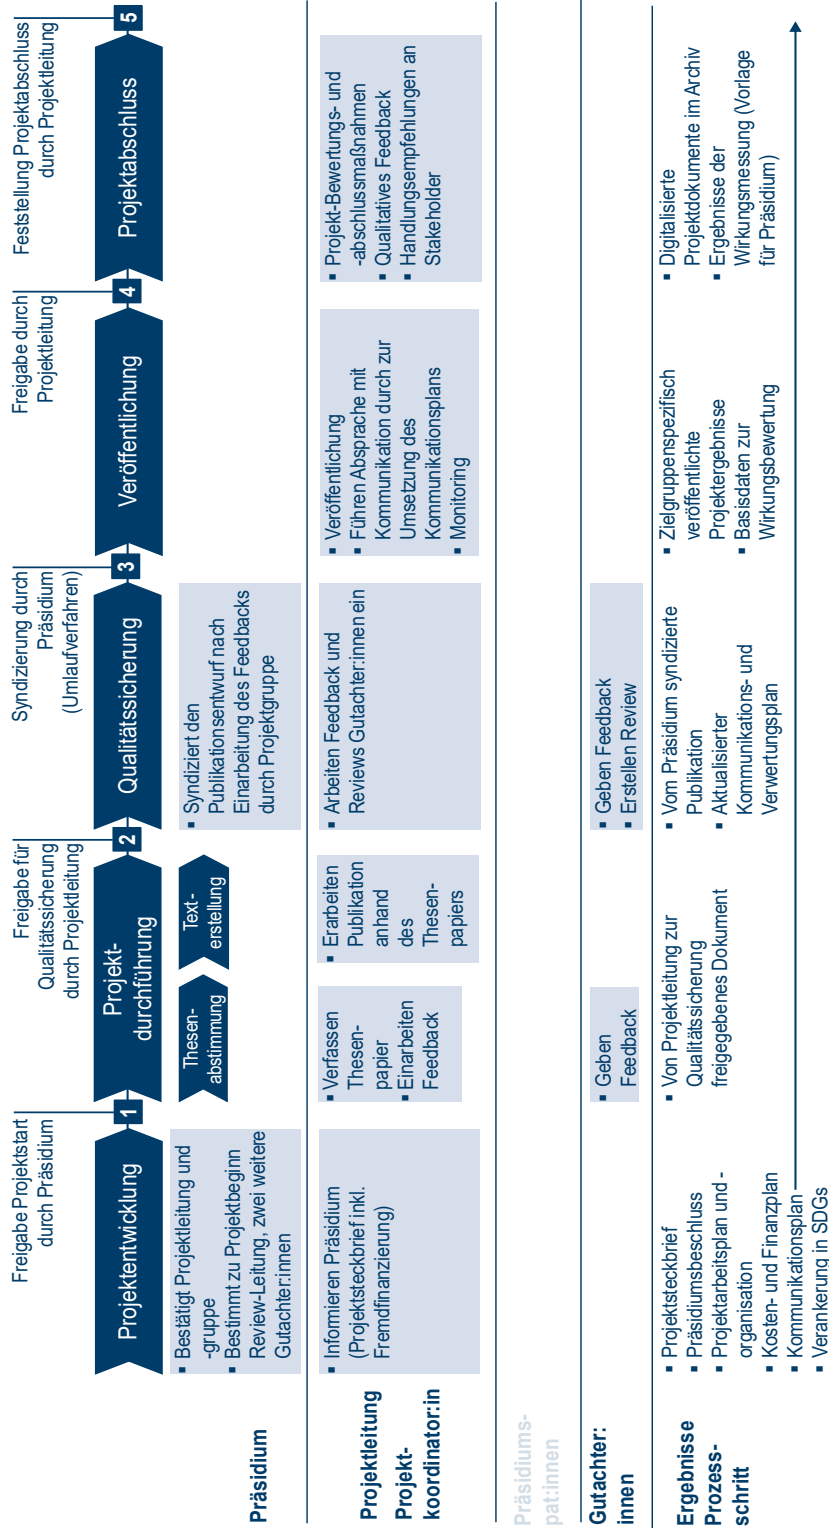 Freigabe Projektstart
durch Präsidium
Freigabe für
Qualitätssicherung
durch Projektleitung
Syndizierung durch
Präsidium
(Umlaufverfahren)
Freigabe durch
Projektleitung
Feststellung Projektabschluss
durch Projektleitung
Projektentwicklung
1
Projekt-
durchführung
2
Qualitätssicherung
3
Veröffentlichung
4
Projektabschluss
5
Thesen-
abstimmung
Text-
erstellung
Präsidium
▪ Bestätigt Projektleitung und
-gruppe
▪ Bestimmt zu Projektbeginn
Review-Leitung, zwei weitere
Gutachter:innen
▪ Syndiziert den
Publikationsentwurf nach
Einarbeitung des Feedbacks
durch Projektgruppe
Projektleitung
Projekt-
koordinator:in
▪ Informieren Präsidium
(Projektsteckbrief inkl.
Fremdfinanzierung)
▪ Verfassen
Thesen-
papier
▪ Einarbeiten
Feedback
▪ Erarbeiten
Publikation
anhand
des
Thesen-
papiers
▪ Arbeiten Feedback und
Reviews Gutachter:innen ein
▪ Veröffentlichung
▪ Führen Absprache mit
Kommunikation durch zur
Umsetzung des
Kommunikationsplans
▪ Monitoring
▪ Projekt-Bewertungs- und
-abschlussmaßnahmen
▪ Qualitatives Feedback
▪ Handlungsempfehlungen an
Stakeholder
Präsidiums-
pat:innen
Gutachter:
innen
▪ Geben
Feedback
▪ Geben Feedback
▪ Erstellen Review
Ergebnisse
Prozess-
schritt
▪ Projektsteckbrief
▪ Präsidiumsbeschluss
▪ Projektarbeitsplan und -
organisation
▪ Kosten- und Finanzplan
▪ Kommunikationsplan
▪ Verankerung in SDGs
▪ Von Projektleitung zur
Qualitätssicherung
freigegebenes Dokument
▪ Vom Präsidium syndizierte
Publikation
▪ Aktualisierter
Kommunikations- und
Verwertungsplan
▪ Zielgruppenspezifisch
veröffentlichte
Projektergebnisse
▪ Basisdaten zur
Wirkungsbewertung
▪ Digitalisierte
Projektdokumente im Archiv
▪ Ergebnisse der
Wirkungsmessung (Vorlage
für Präsidium)